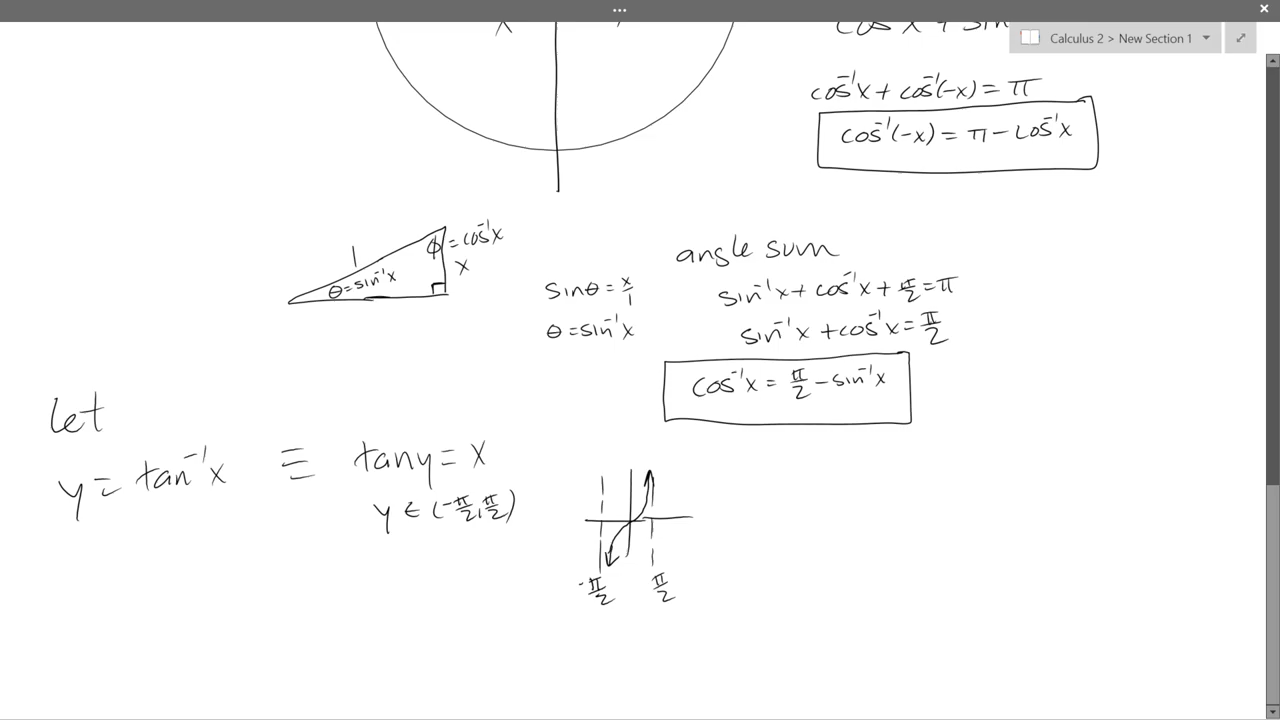 Calculus 2 > New Section 1
cos⁻¹x + cos⁻¹(-x) = π
cos⁻¹(-x) = π - cos⁻¹x
1
θ = sin⁻¹x
ϕ = cos⁻¹x
x
sinθ = x/1
θ = sin⁻¹x
angle sum
sin⁻¹x + cos⁻¹x + π/2 = π
sin⁻¹x + cos⁻¹x = π/2
cos⁻¹x = π/2 - sin⁻¹x
let
y = tan⁻¹x ≡ tany = x
y ∈ (-π/2, π/2)
-π/2
π/2